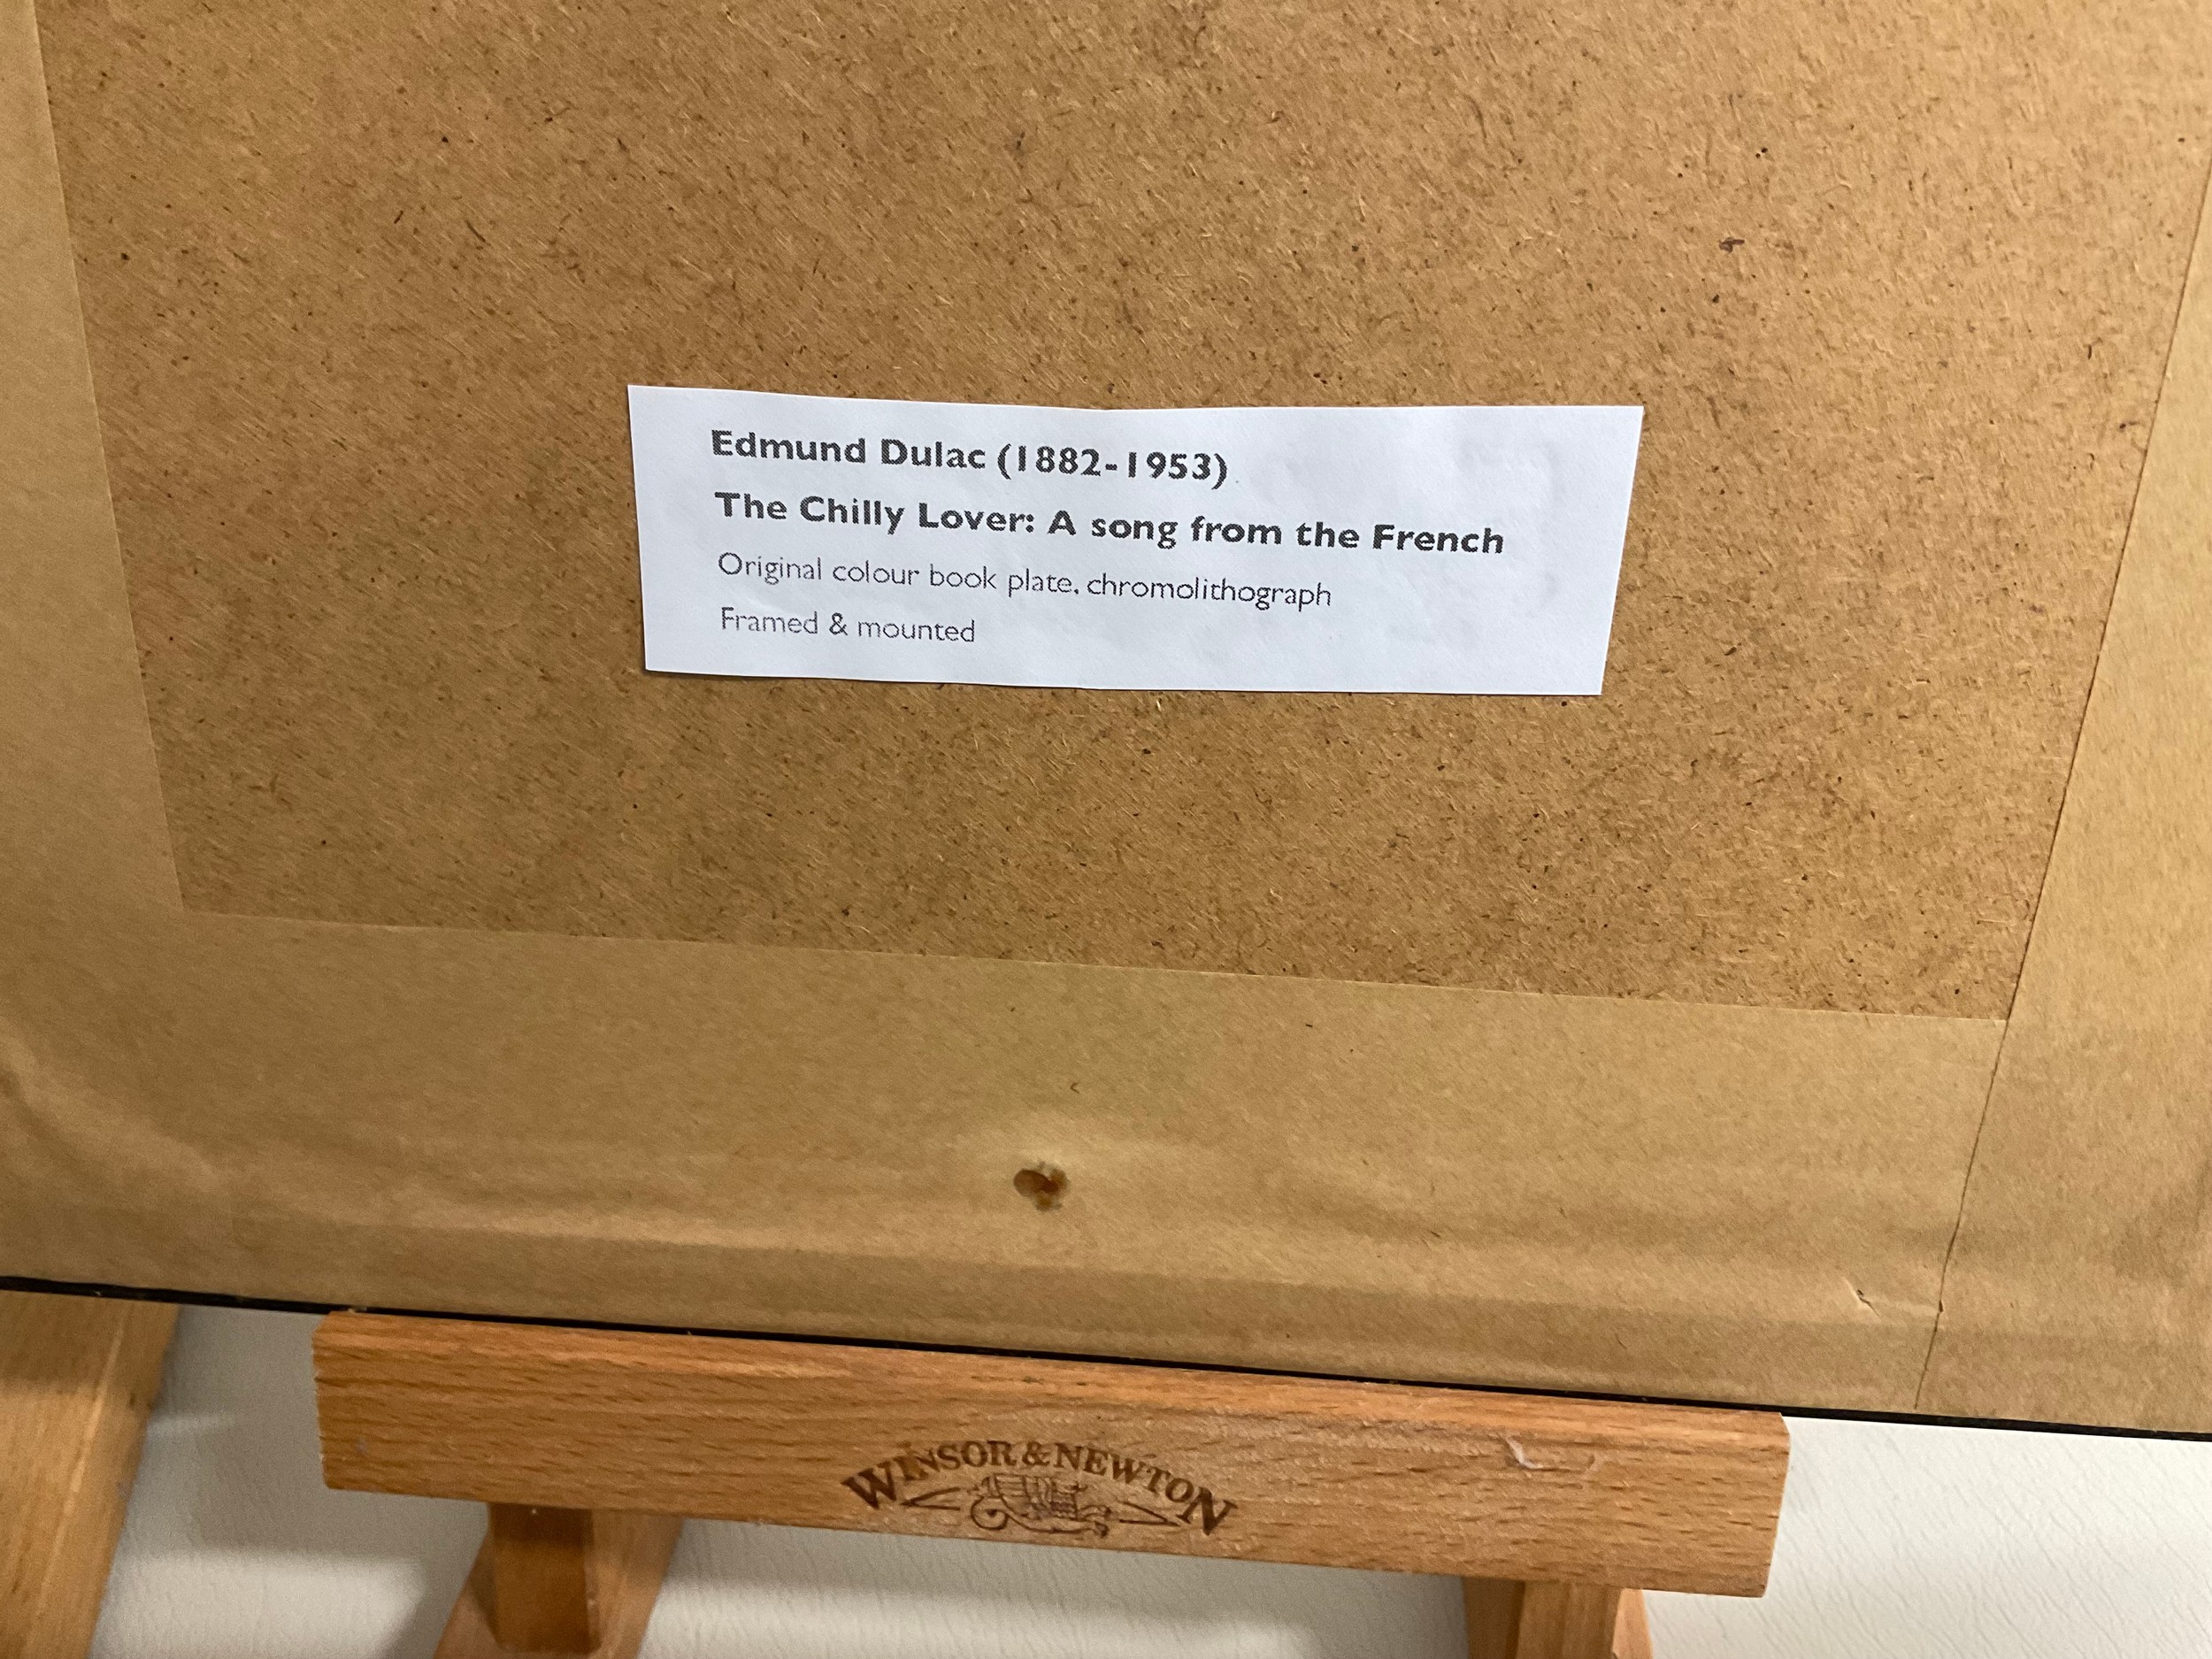 Edmund Dulac (1882-1953)
The Chilly Lover: A song from the French
Original colour book plate, chromolithograph
Framed & mounted
WINSOR & NEWTON